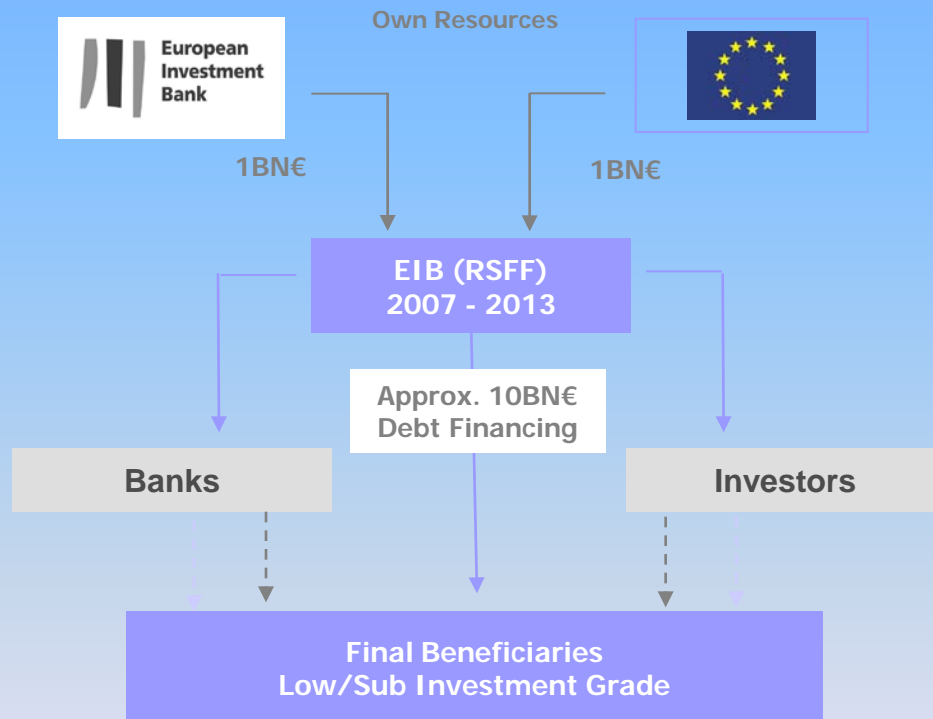 Own Resources
European
Investment
Bank
1BN€
1BN€
EIB (RSFF)
2007 - 2013
Approx. 10BN€
Debt Financing
Banks
Investors
Final Beneficiaries
Low/Sub Investment Grade